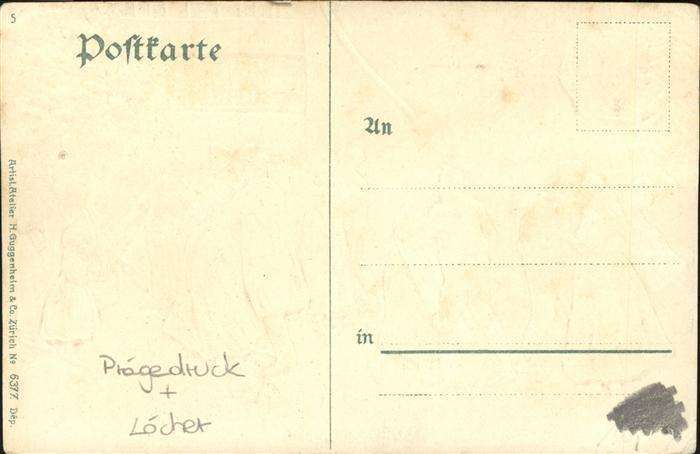 5
Postkarte
An
in
Artist. Atelier H. Guggenheim & Co. Zürich No 6377. Dép.
Prägedruck
+
Löcher